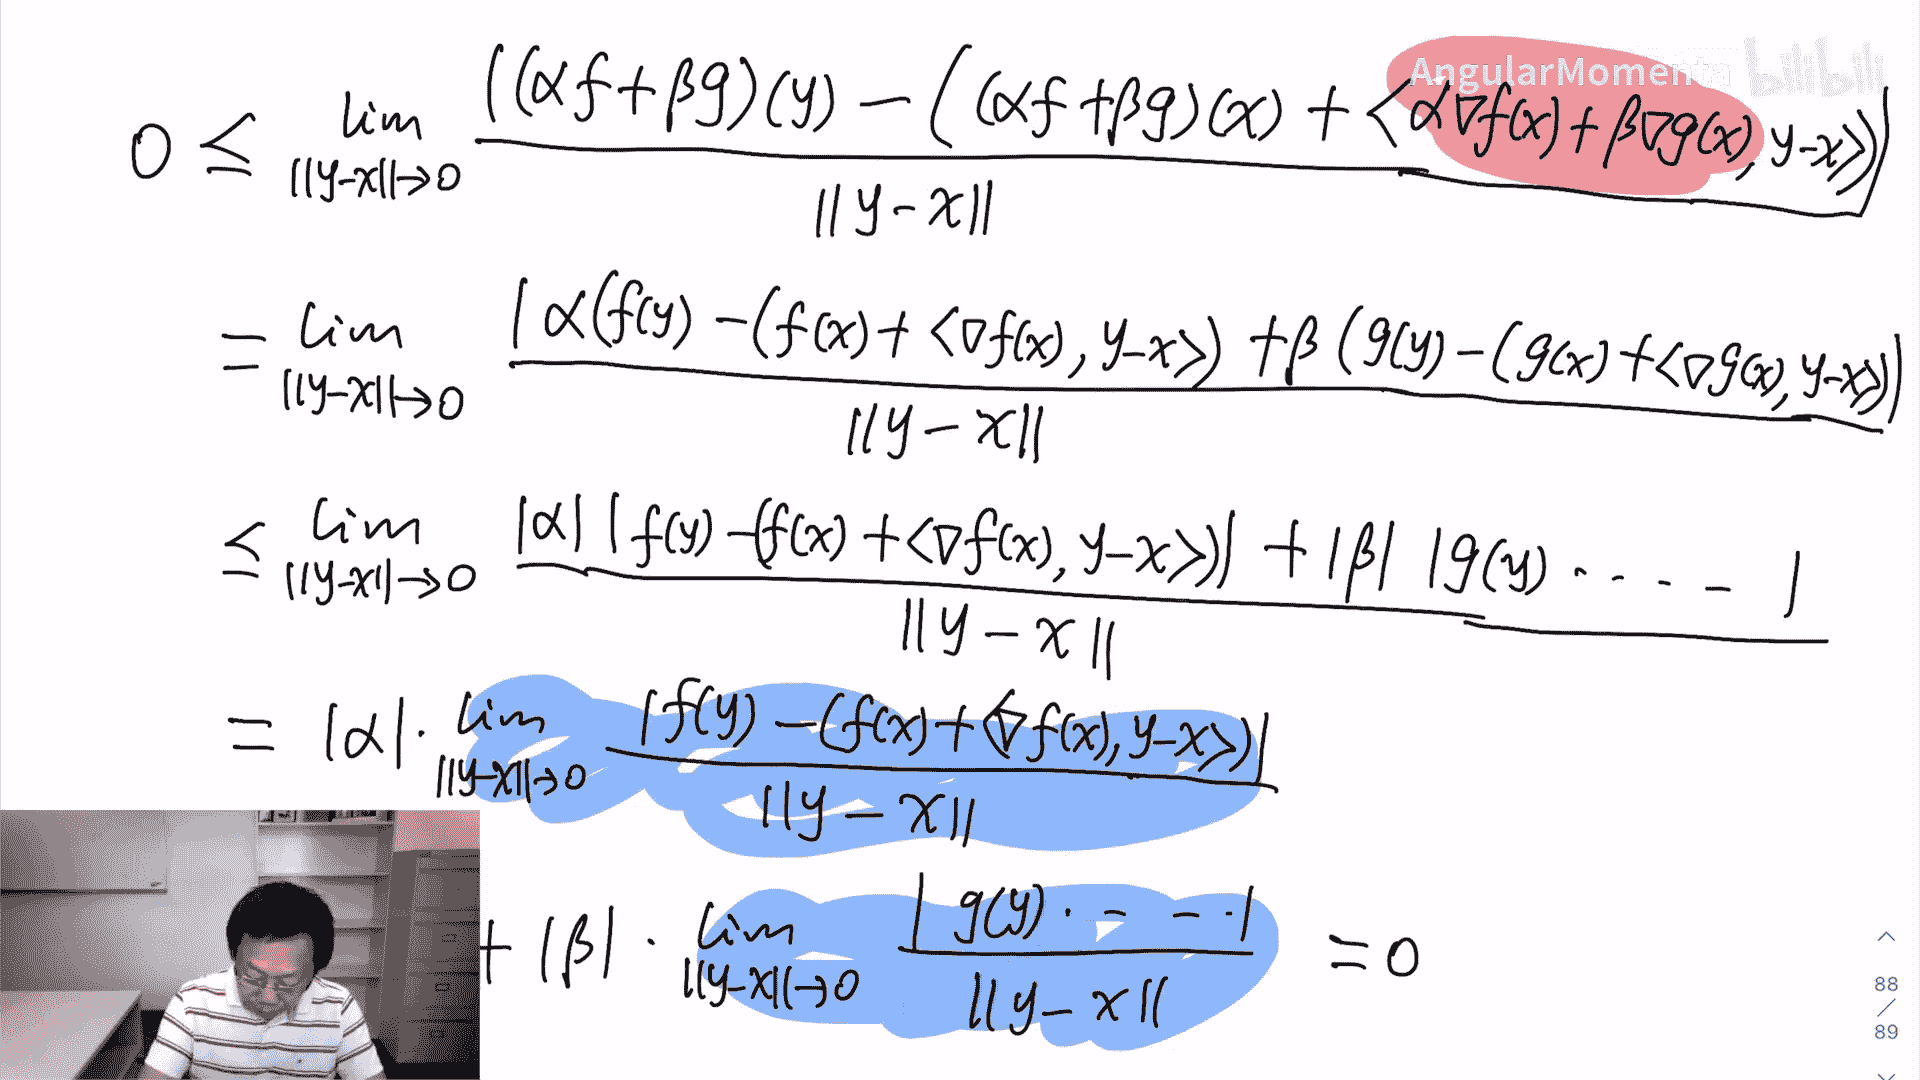 AngularMomenta bilibili
0 ≤ lim_{||y-x||→0} |(αf+βg)(y) - ((αf+βg)(x) + <α∇f(x)+β∇g(x), y-x>)| / ||y-x||
= lim_{||y-x||→0} |α(f(y) - (f(x) + <∇f(x), y-x>) + β(g(y) - (g(x) + <∇g(x), y-x>)| / ||y-x||
≤ lim_{||y-x||→0} |α| |f(y) - (f(x) + <∇f(x), y-x>)| + |β| |g(y) ····- | / ||y-x||
= |α| · lim_{||y-x||→0} |f(y) - (f(x) + <∇f(x), y-x>)| / ||y-x||
+ |β| · lim_{||y-x||→0} |g(y) · - - ·| / ||y-x|| = 0
88
/
89